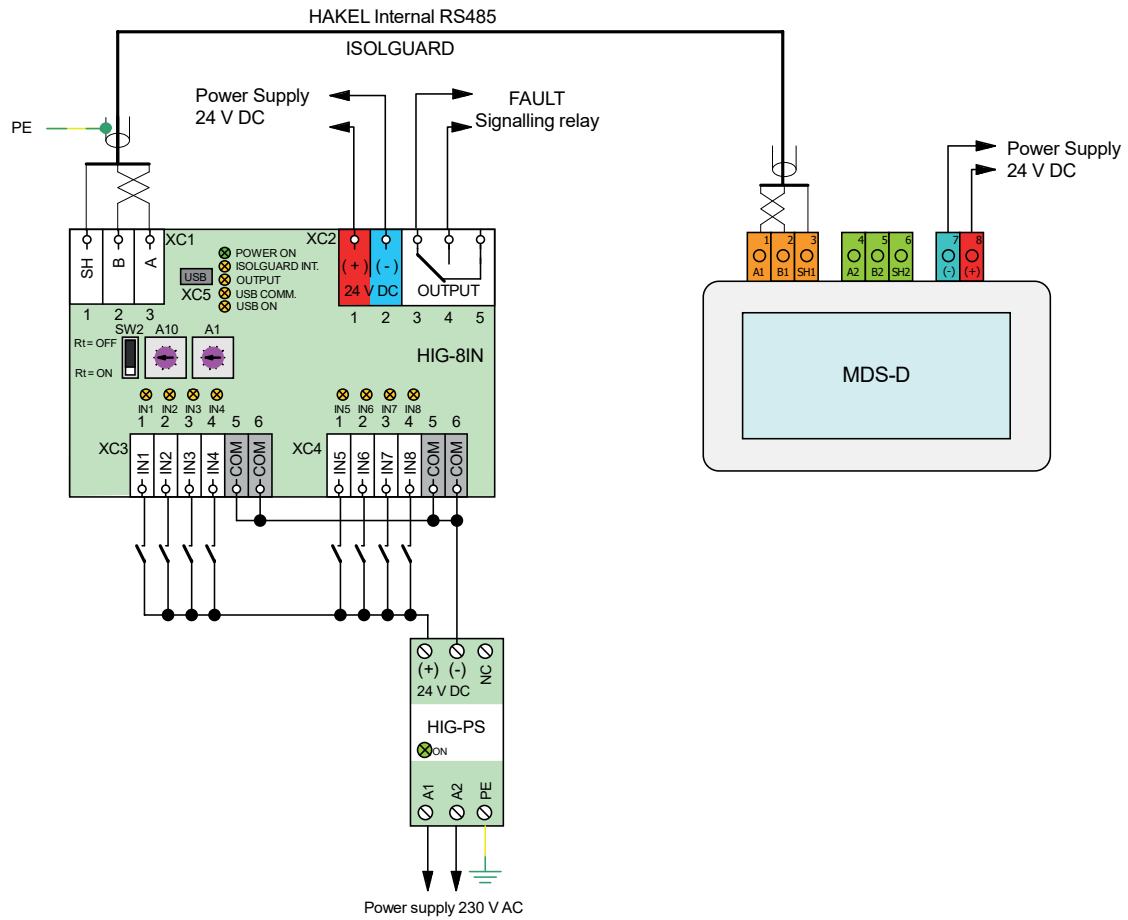 HAKEL Internal RS485
ISOLGUARD
Power Supply
24 V DC
FAULT
Signalling relay
PE
Power Supply
24 V DC
XC1
SH
B
A
1 2 3
USB
XC5
POWER ON
ISOLGUARD INT.
OUTPUT
USB COMM.
USB ON
XC2
(+) (-)
24 V DC
OUTPUT
1 2 3 4 5
SW2 A10 A1
Rt= OFF
Rt= ON
HIG-8IN
IN1 IN2 IN3 IN4
1 2 3 4 5 6
XC3
IN1 IN2 IN3 IN4 COM COM
IN5 IN6 IN7 IN8
1 2 3 4 5 6
XC4
IN5 IN6 IN7 IN8 COM COM
1 2 3
A1 B1 SH1
4 5 6
A2 B2 SH2
7 8
(-) (+)
MDS-D
(+) (-) NC
24 V DC
HIG-PS
ON
A1 A2 PE
Power supply 230 V AC